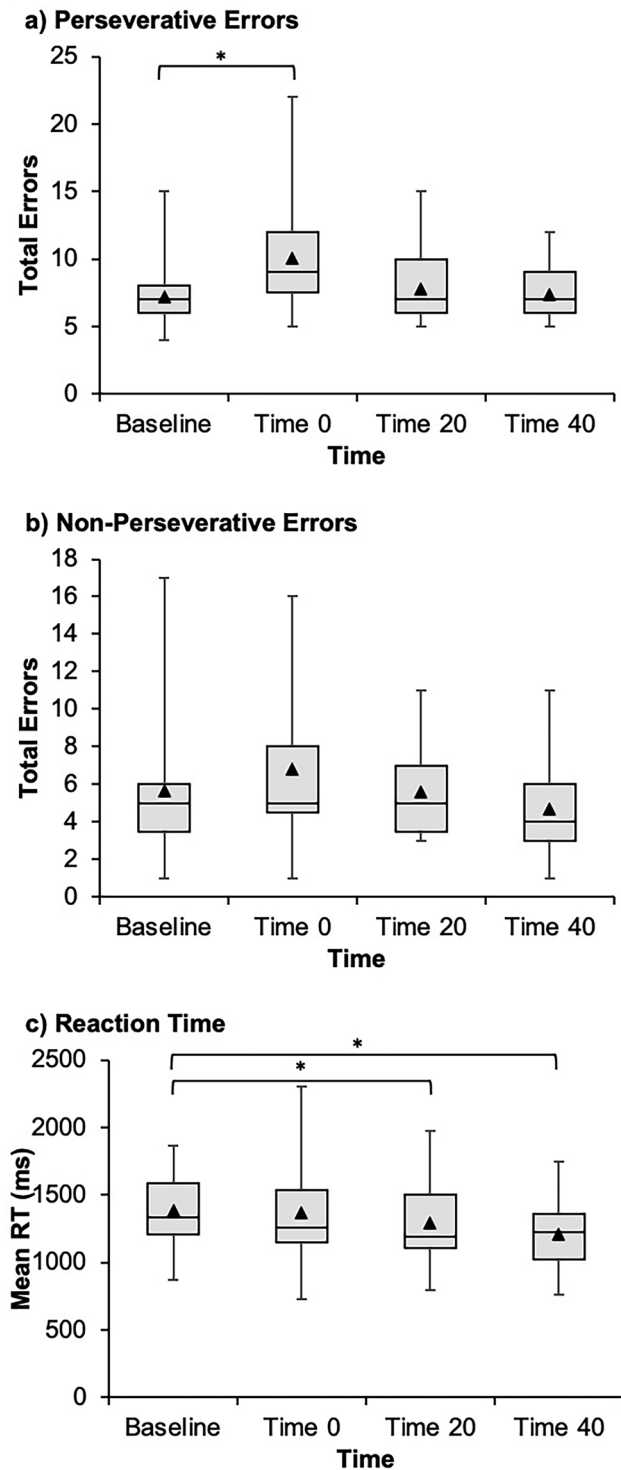 a) Perseverative Errors
*
25
20
15
10
5
0
Total Errors
Baseline Time 0 Time 20 Time 40
Time
b) Non-Perseverative Errors
18
16
14
12
10
8
6
4
2
0
Total Errors
Baseline Time 0 Time 20 Time 40
Time
c) Reaction Time
*
*
2500
2000
1500
1000
500
0
Mean RT (ms)
Baseline Time 0 Time 20 Time 40
Time